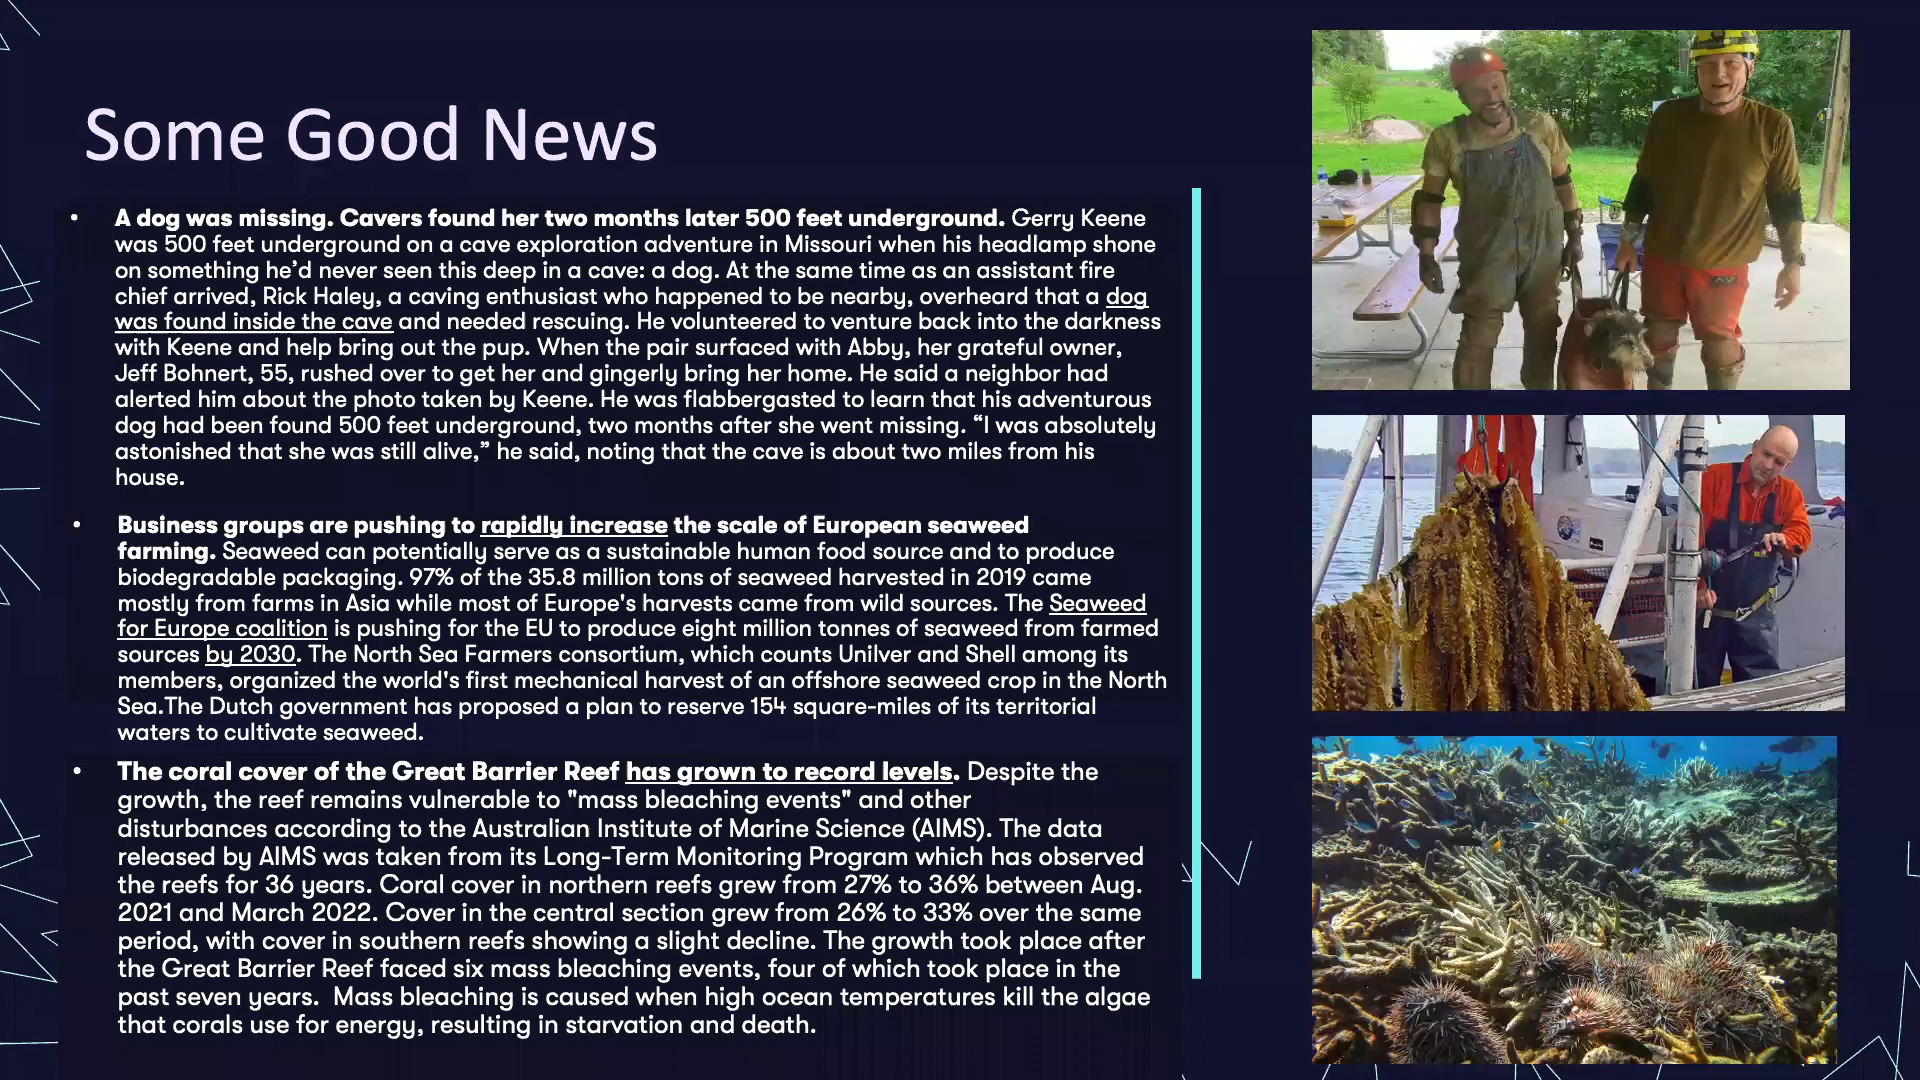 Some Good News
• A dog was missing. Cavers found her two months later 500 feet underground. Gerry Keene
was 500 feet underground on a cave exploration adventure in Missouri when his headlamp shone
on something he’d never seen this deep in a cave: a dog. At the same time as an assistant fire
chief arrived, Rick Haley, a caving enthusiast who happened to be nearby, overheard that a dog
was found inside the cave and needed rescuing. He volunteered to venture back into the darkness
with Keene and help bring out the pup. When the pair surfaced with Abby, her grateful owner,
Jeff Bohnert, 55, rushed over to get her and gingerly bring her home. He said a neighbor had
alerted him about the photo taken by Keene. He was flabbergasted to learn that his adventurous
dog had been found 500 feet underground, two months after she went missing. “I was absolutely
astonished that she was still alive,” he said, noting that the cave is about two miles from his
house.
• Business groups are pushing to rapidly increase the scale of European seaweed
farming. Seaweed can potentially serve as a sustainable human food source and to produce
biodegradable packaging. 97% of the 35.8 million tons of seaweed harvested in 2019 came
mostly from farms in Asia while most of Europe's harvests came from wild sources. The Seaweed
for Europe coalition is pushing for the EU to produce eight million tonnes of seaweed from farmed
sources by 2030. The North Sea Farmers consortium, which counts Unilver and Shell among its
members, organized the world's first mechanical harvest of an offshore seaweed crop in the North
Sea.The Dutch government has proposed a plan to reserve 154 square-miles of its territorial
waters to cultivate seaweed.
• The coral cover of the Great Barrier Reef has grown to record levels. Despite the
growth, the reef remains vulnerable to "mass bleaching events" and other
disturbances according to the Australian Institute of Marine Science (AIMS). The data
released by AIMS was taken from its Long-Term Monitoring Program which has observed
the reefs for 36 years. Coral cover in northern reefs grew from 27% to 36% between Aug.
2021 and March 2022. Cover in the central section grew from 26% to 33% over the same
period, with cover in southern reefs showing a slight decline. The growth took place after
the Great Barrier Reef faced six mass bleaching events, four of which took place in the
past seven years.  Mass bleaching is caused when high ocean temperatures kill the algae
that corals use for energy, resulting in starvation and death.